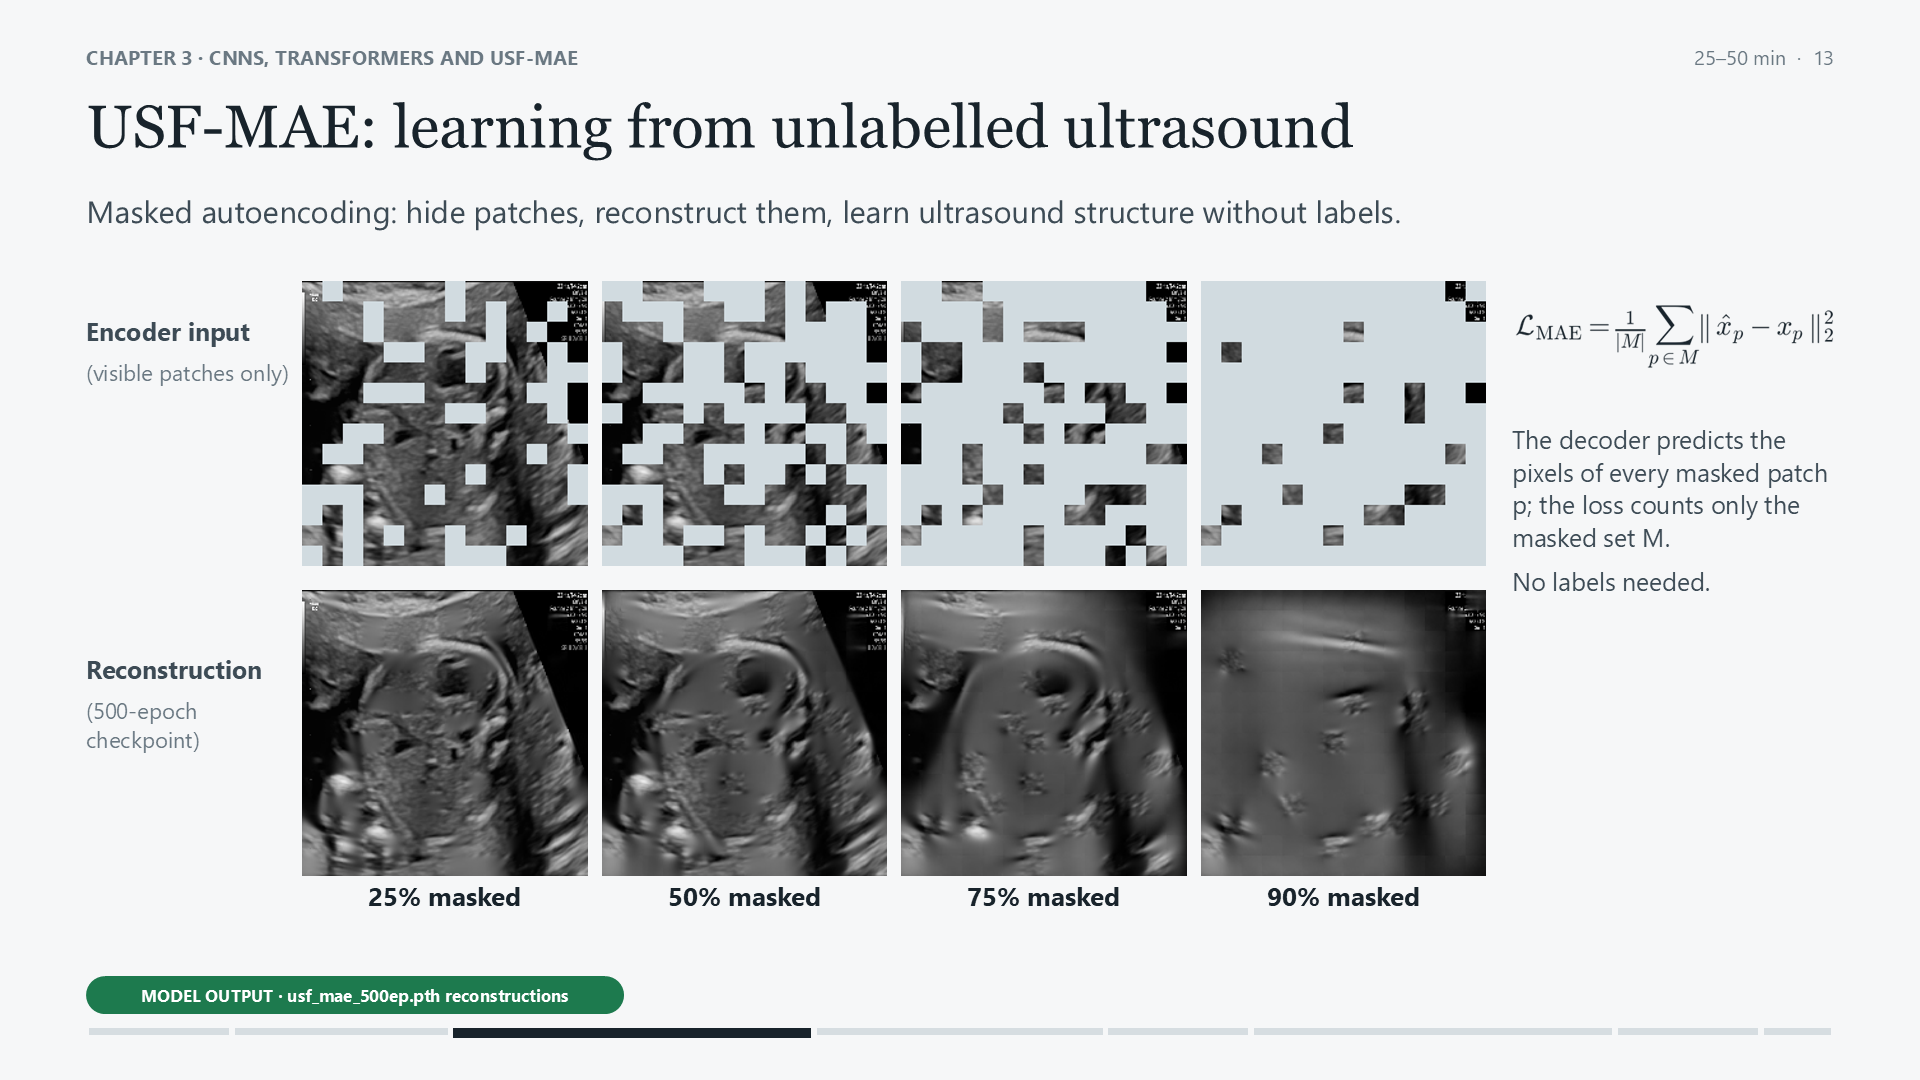 CHAPTER 3 · CNNS, TRANSFORMERS AND USF-MAE
25–50 min · 13
USF-MAE: learning from unlabelled ultrasound
Masked autoencoding: hide patches, reconstruct them, learn ultrasound structure without labels.
Encoder input
(visible patches only)
ℒ_MAE = 1/|M| ∑_{p∈M} ‖ x̂_p − x_p ‖₂²
The decoder predicts the
pixels of every masked patch
p; the loss counts only the
masked set M.
No labels needed.
Reconstruction
(500-epoch
checkpoint)
25% masked
50% masked
75% masked
90% masked
MODEL OUTPUT · usf_mae_500ep.pth reconstructions